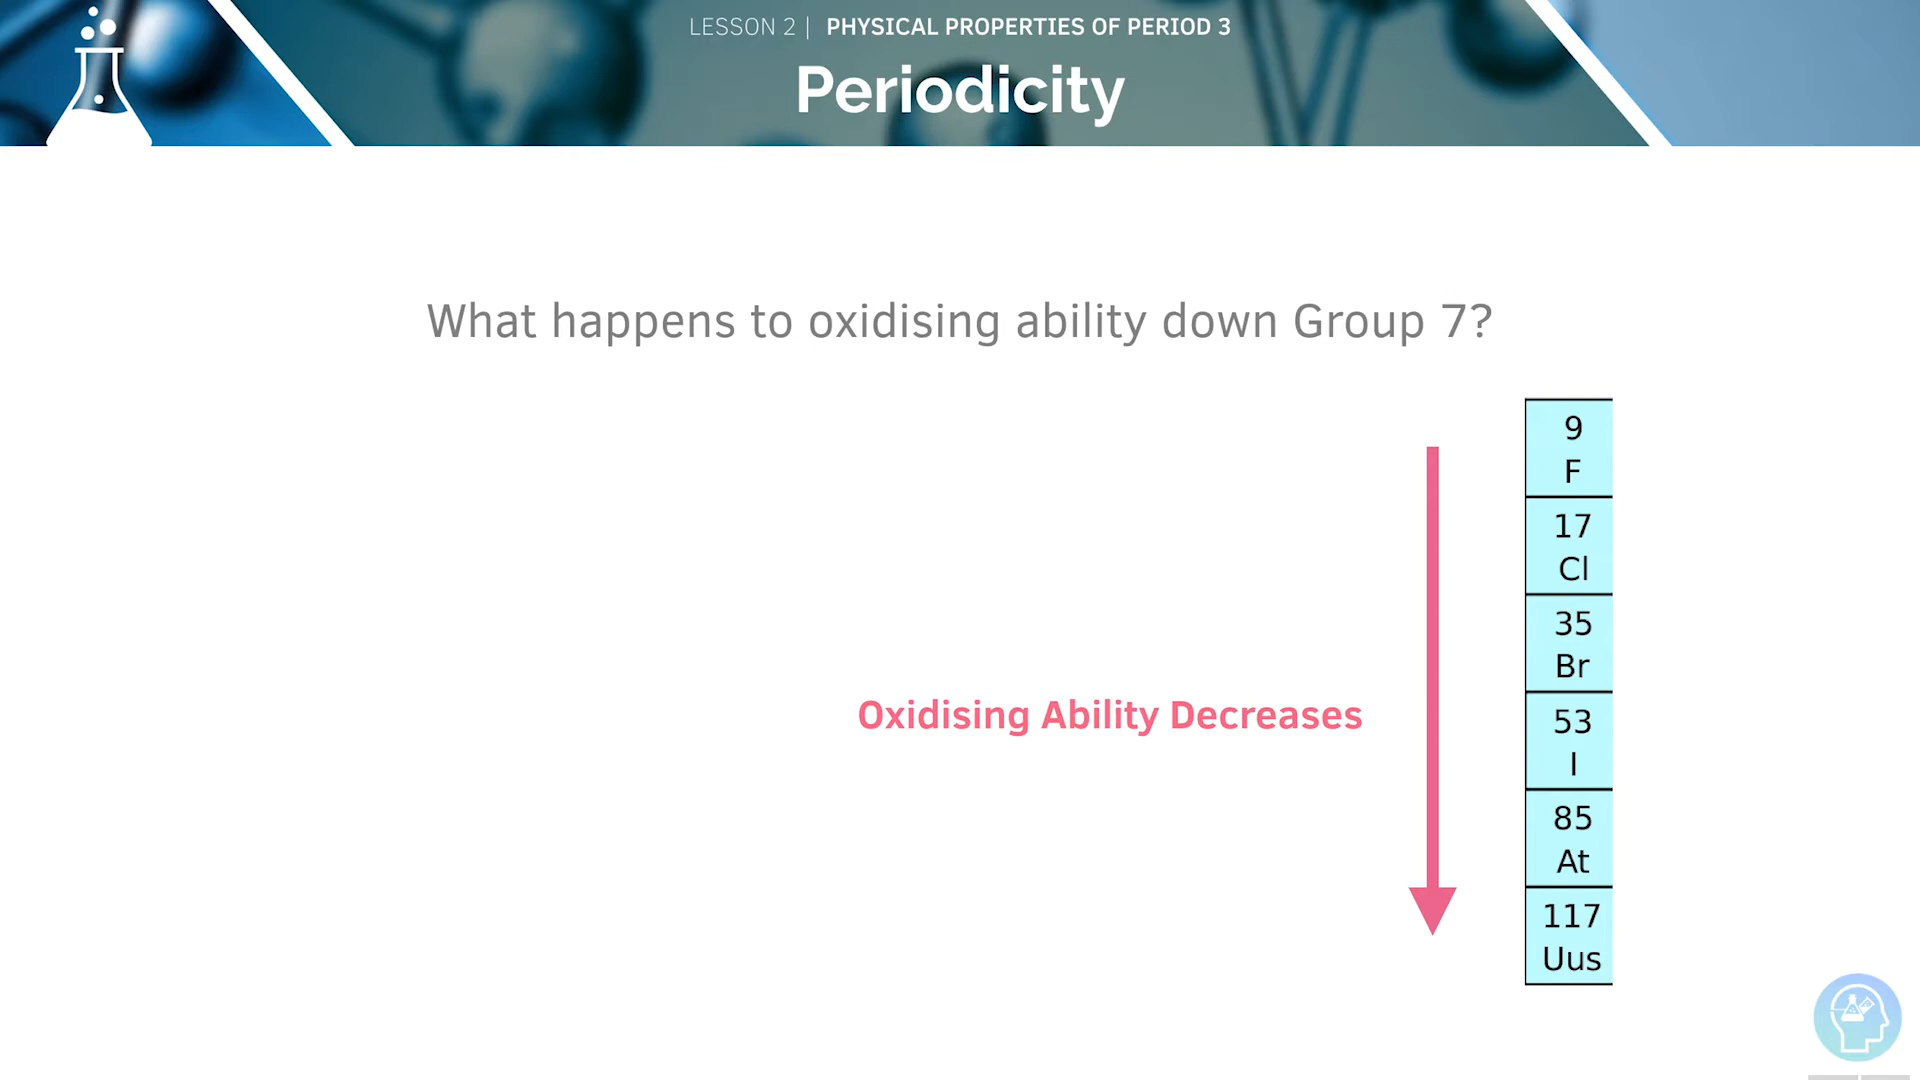 LESSON 2 | PHYSICAL PROPERTIES OF PERIOD 3
Periodicity
What happens to oxidising ability down Group 7?
9
F
17
Cl
35
Br
Oxidising Ability Decreases
53
I
85
At
117
Uus